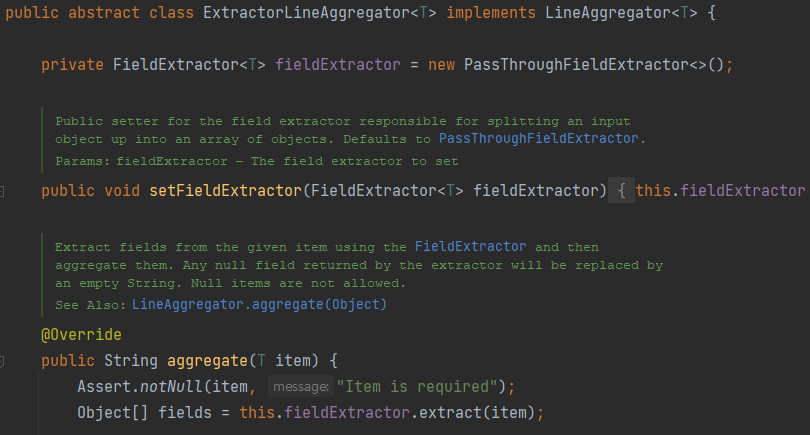 public abstract class ExtractorLineAggregator<T> implements LineAggregator<T> {
private FieldExtractor<T> fieldExtractor = new PassThroughFieldExtractor<>();
Public setter for the field extractor responsible for splitting an input
object up into an array of objects. Defaults to PassThroughFieldExtractor.
Params: fieldExtractor – The field extractor to set
public void setFieldExtractor(FieldExtractor<T> fieldExtractor) { this.fieldExtractor
Extract fields from the given item using the FieldExtractor and then
aggregate them. Any null field returned by the extractor will be replaced by
an empty String. Null items are not allowed.
See Also: LineAggregator.aggregate(Object)
@Override
public String aggregate(T item) {
Assert.notNull(item, message: "Item is required");
Object[] fields = this.fieldExtractor.extract(item);